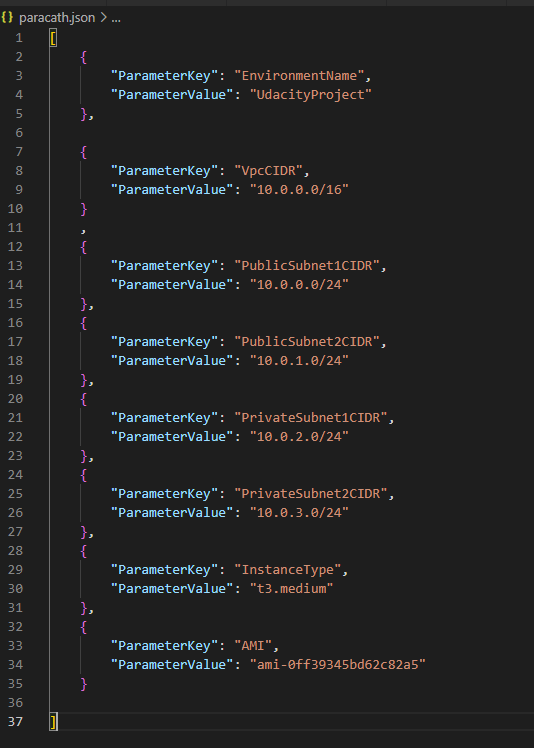 {} paracath.json > ...
1 [
2 {
3 "ParameterKey": "EnvironmentName",
4 "ParameterValue": "UdacityProject"
5 },
6
7 {
8 "ParameterKey": "VpcCIDR",
9 "ParameterValue": "10.0.0.0/16"
10 }
11 ,
12 {
13 "ParameterKey": "PublicSubnet1CIDR",
14 "ParameterValue": "10.0.0.0/24"
15 },
16 {
17 "ParameterKey": "PublicSubnet2CIDR",
18 "ParameterValue": "10.0.1.0/24"
19 },
20 {
21 "ParameterKey": "PrivateSubnet1CIDR",
22 "ParameterValue": "10.0.2.0/24"
23 },
24 {
25 "ParameterKey": "PrivateSubnet2CIDR",
26 "ParameterValue": "10.0.3.0/24"
27 },
28 {
29 "ParameterKey": "InstanceType",
30 "ParameterValue": "t3.medium"
31 },
32 {
33 "ParameterKey": "AMI",
34 "ParameterValue": "ami-0ff39345bd62c82a5"
35 }
36
37 ]